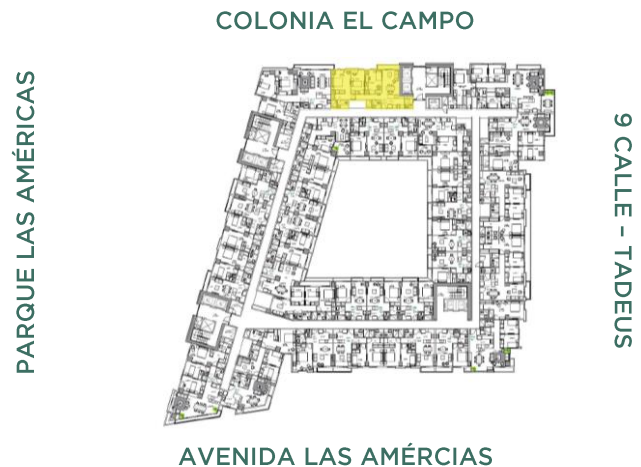 COLONIA EL CAMPO
PARQUE LAS AMÉRICAS
9 CALLE – TADEUS
AVENIDA LAS AMÉRCIAS